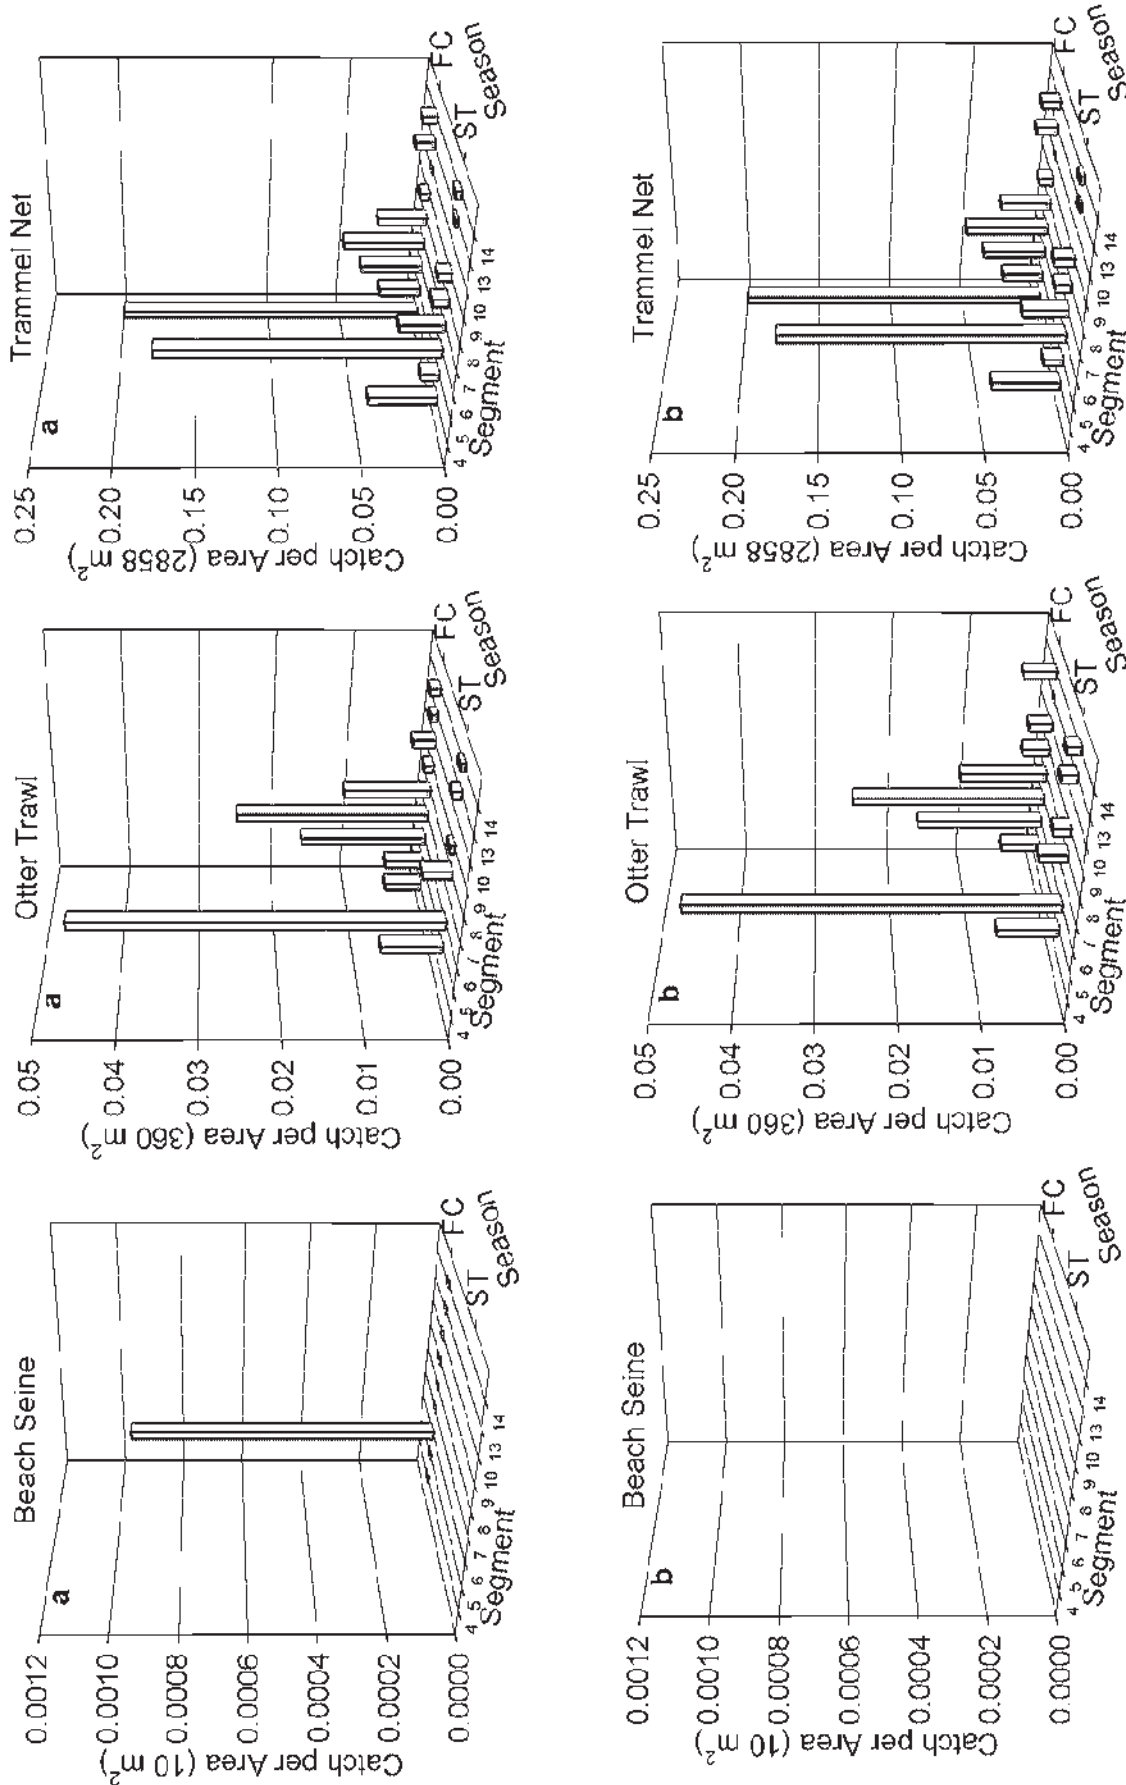 Beach Seine
a
0.0012
0.0010
0.0008
0.0006
0.0004
0.0002
0.0000
Catch per Area (10 m²)
4 5 6 7 8 9 10 13 14
Segment
ST FC
Season
Otter Trawl
a
0.05
0.04
0.03
0.02
0.01
0.00
Catch per Area (360 m²)
4 5 6 7 8 9 10 13 14
Segment
ST FC
Season
Trammel Net
a
0.25
0.20
0.15
0.10
0.05
0.00
Catch per Area (2858 m²)
4 5 6 7 8 9 10 13 14
Segment
ST FC
Season
Beach Seine
b
0.0012
0.0010
0.0008
0.0006
0.0004
0.0002
0.0000
Catch per Area (10 m²)
4 5 6 7 8 9 10 13 14
Segment
ST FC
Season
Otter Trawl
b
0.05
0.04
0.03
0.02
0.01
0.00
Catch per Area (360 m²)
4 5 6 7 8 9 10 13 14
Segment
ST FC
Season
Trammel Net
b
0.25
0.20
0.15
0.10
0.05
0.00
Catch per Area (2858 m²)
4 5 6 7 8 9 10 13 14
Segment
ST FC
Season